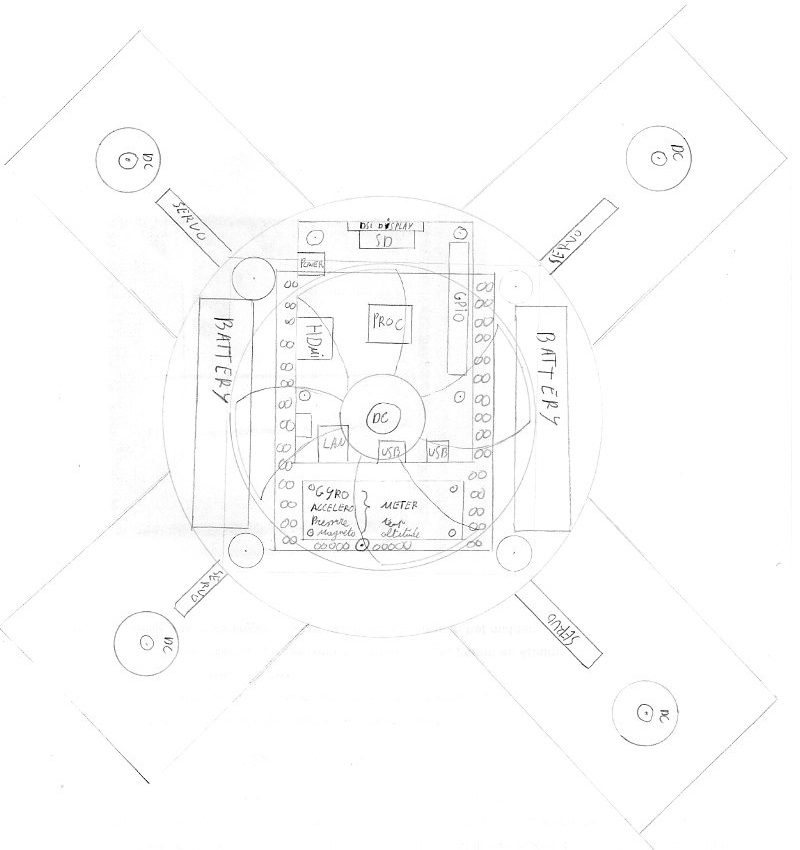 DC
DC
SERVO
SERVO
DSI DISPLAY
SD
POWER
GPIO
PROC
HDmi
BATTERY
BATTERY
DC
LAN
USB
USB
GYRO
ACCELERO
Pressure
Magneto
METER
temp
altitude
SERVO
SERVO
DC
DC